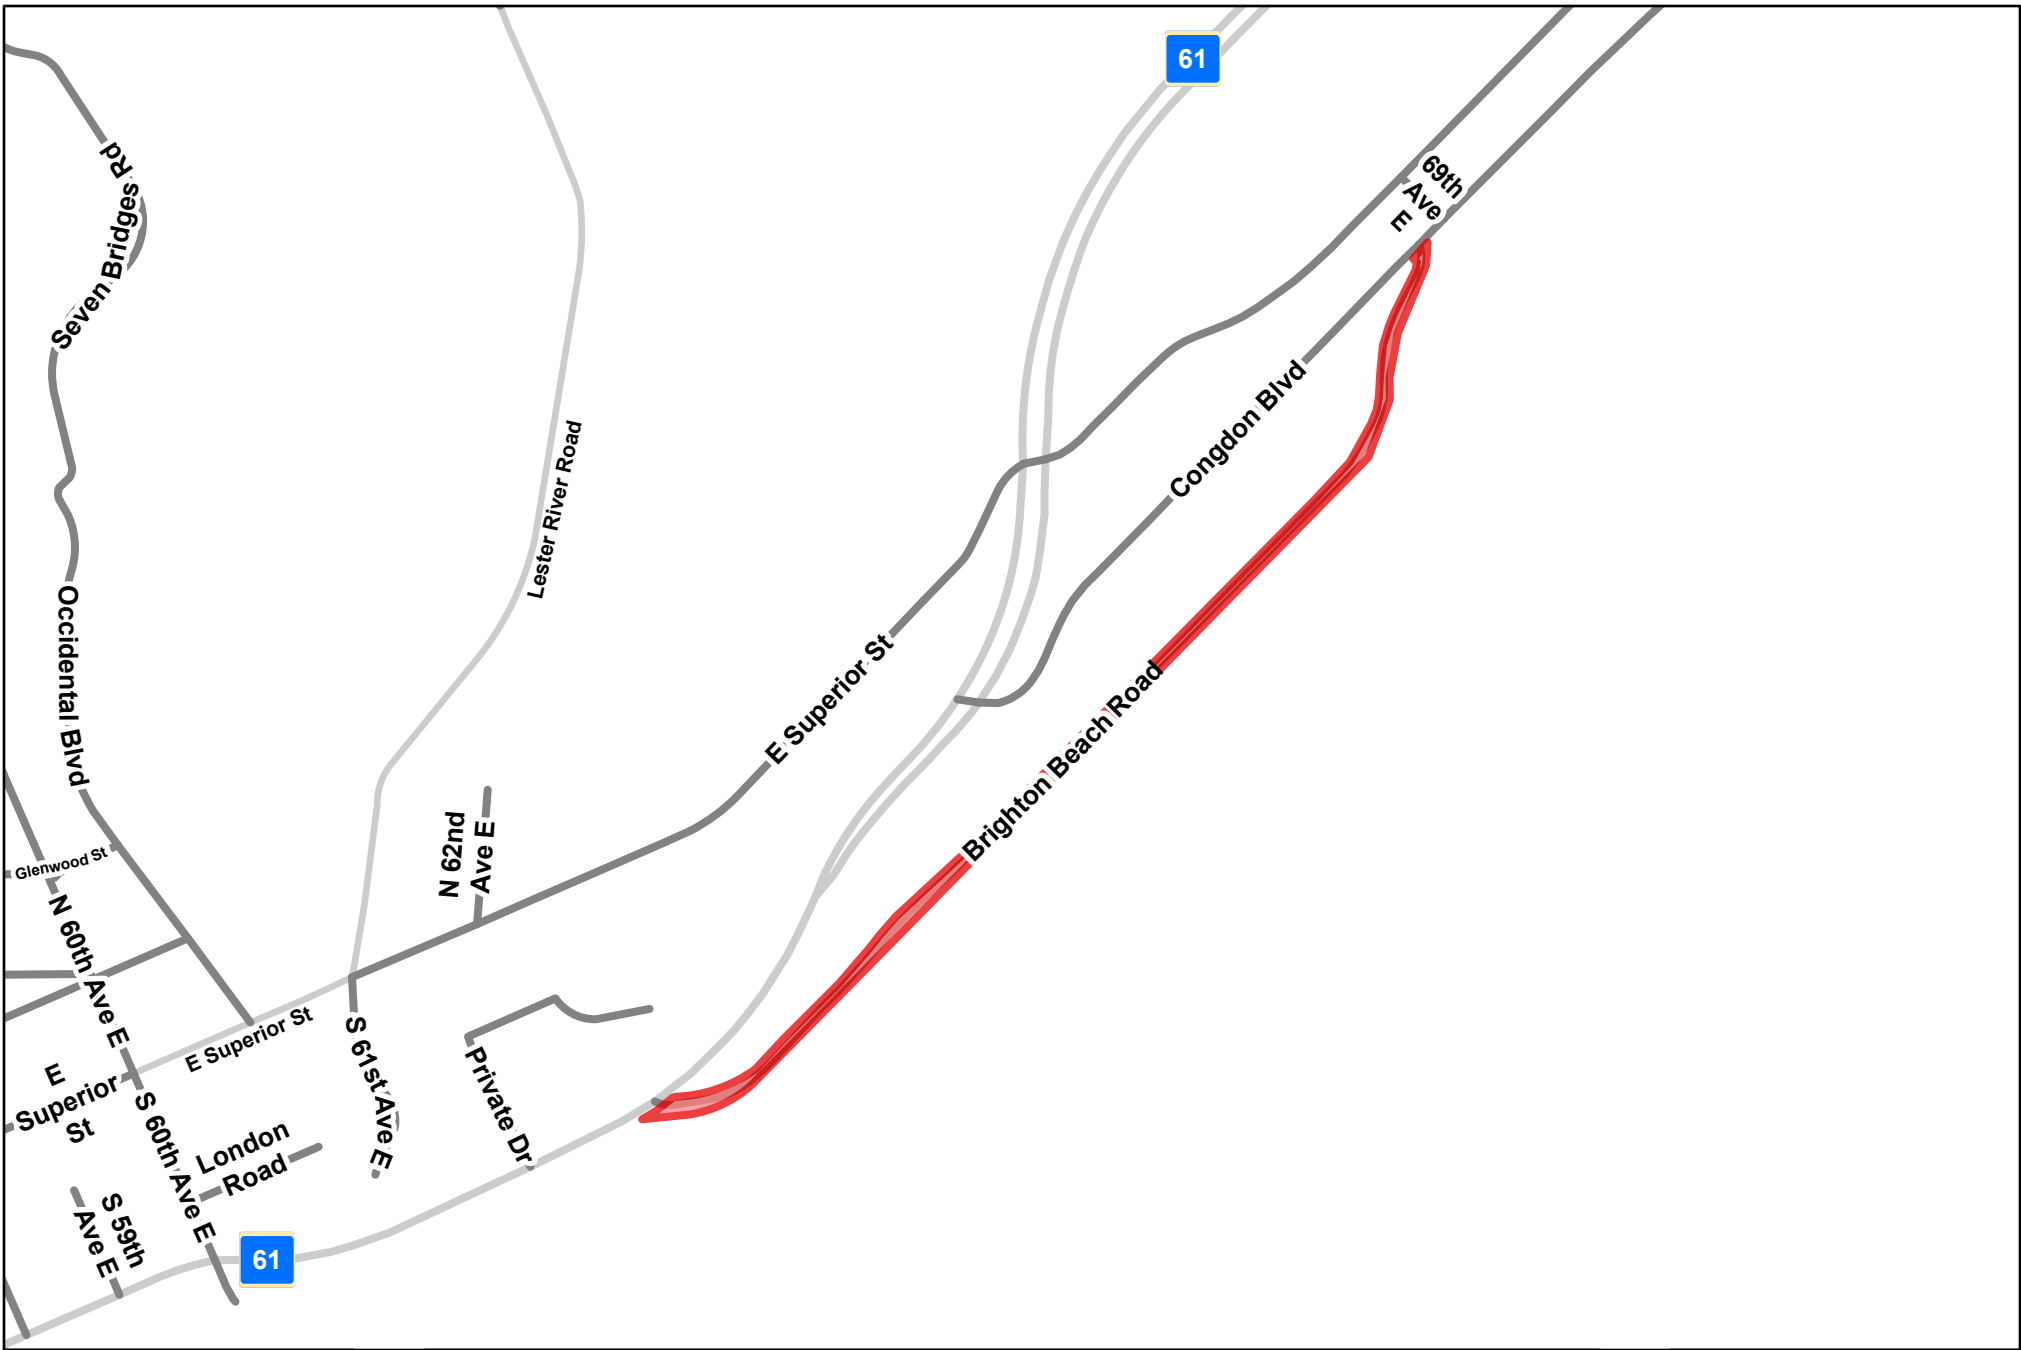 61
69th
Ave
E
Seven Bridges Rd
Congdon Blvd
Lester River Road
Occidental Blvd
E Superior St
Brighton Beach Road
N 62nd
Ave E
Glenwood St
N 60th Ave E
E Superior St
S 61st Ave E
Private Dr
E
Superior
St
S 60th Ave E
London
Road
S 59th
Ave E
61